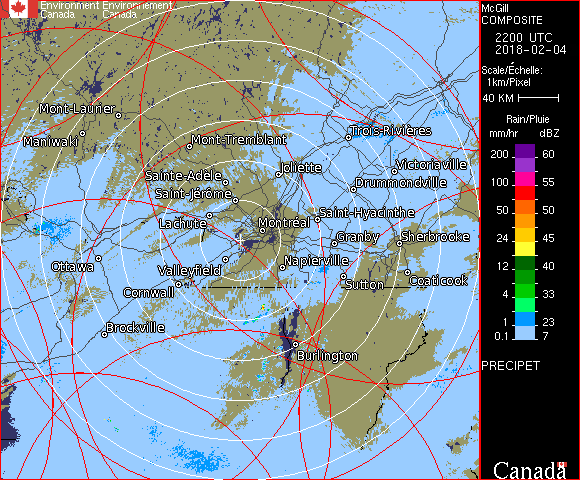 Environment Environnement
Canada Canada
McGill
COMPOSITE
2200 UTC
2018-02-04
Scale/Échelle:
1km/Pixel
40 KM
Rain/Pluie
mm/hr dBZ
200 60
100 55
50 50
24 45
12 40
4 33
1 23
0.1 7
PRECIPET
Canada
Mont-Laurier
Maniwaki
Mont-Tremblant
Trois-Rivières
Victoriaville
Joliette
Sainte-Adèle
Drummondville
Saint-Jérôme
Saint-Hyacinthe
Lachute
Montréal
Granby
Sherbrooke
Ottawa
Valleyfield
Napierville
Coaticook
Sutton
Cornwall
Brockville
Burlington